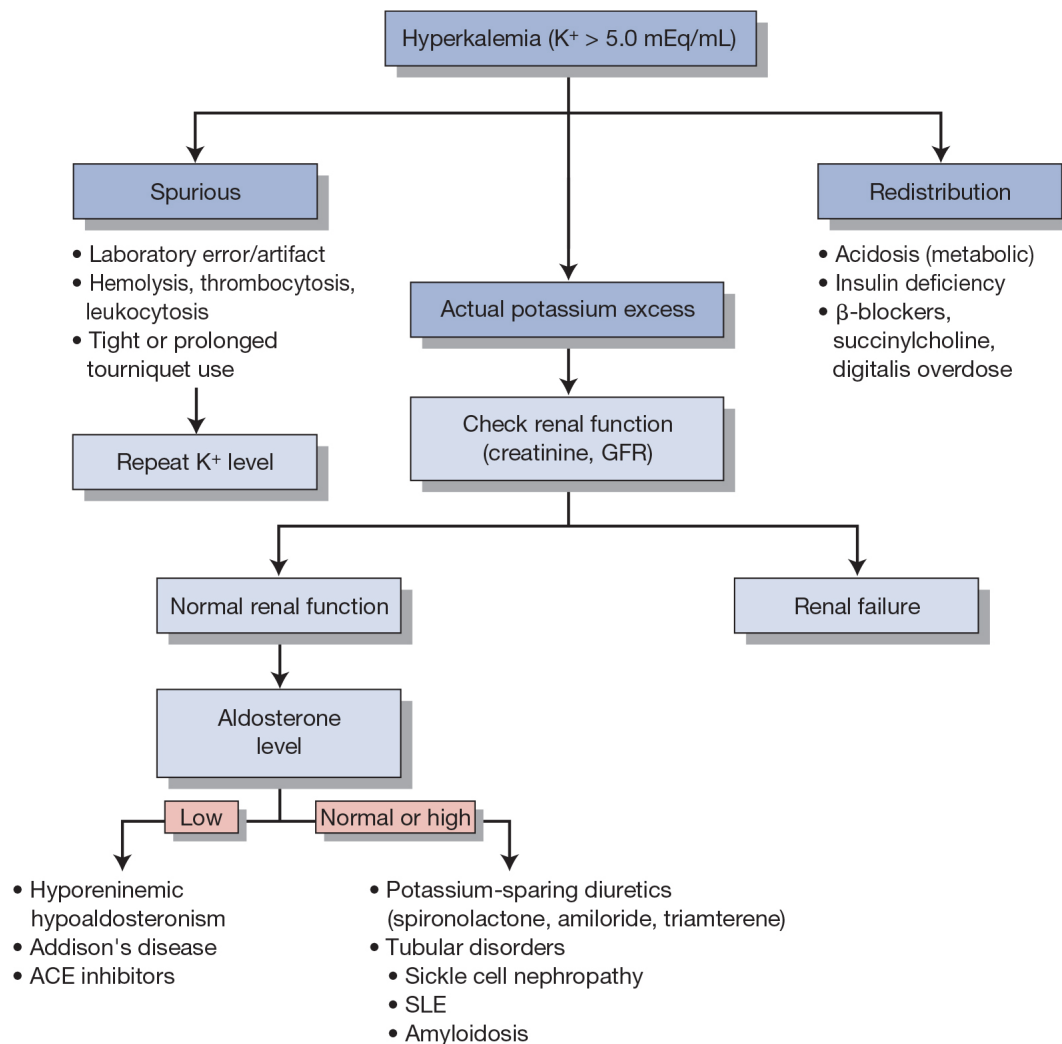 Hyperkalemia (K⁺ > 5.0 mEq/mL)
Spurious
• Laboratory error/artifact
• Hemolysis, thrombocytosis,
leukocytosis
• Tight or prolonged
tourniquet use
Repeat K⁺ level
Actual potassium excess
Check renal function
(creatinine, GFR)
Redistribution
• Acidosis (metabolic)
• Insulin deficiency
• β-blockers,
succinylcholine,
digitalis overdose
Normal renal function
Renal failure
Aldosterone
level
Low
Normal or high
• Hyporeninemic
hypoaldosteronism
• Addison's disease
• ACE inhibitors
• Potassium-sparing diuretics
(spironolactone, amiloride, triamterene)
• Tubular disorders
• Sickle cell nephropathy
• SLE
• Amyloidosis